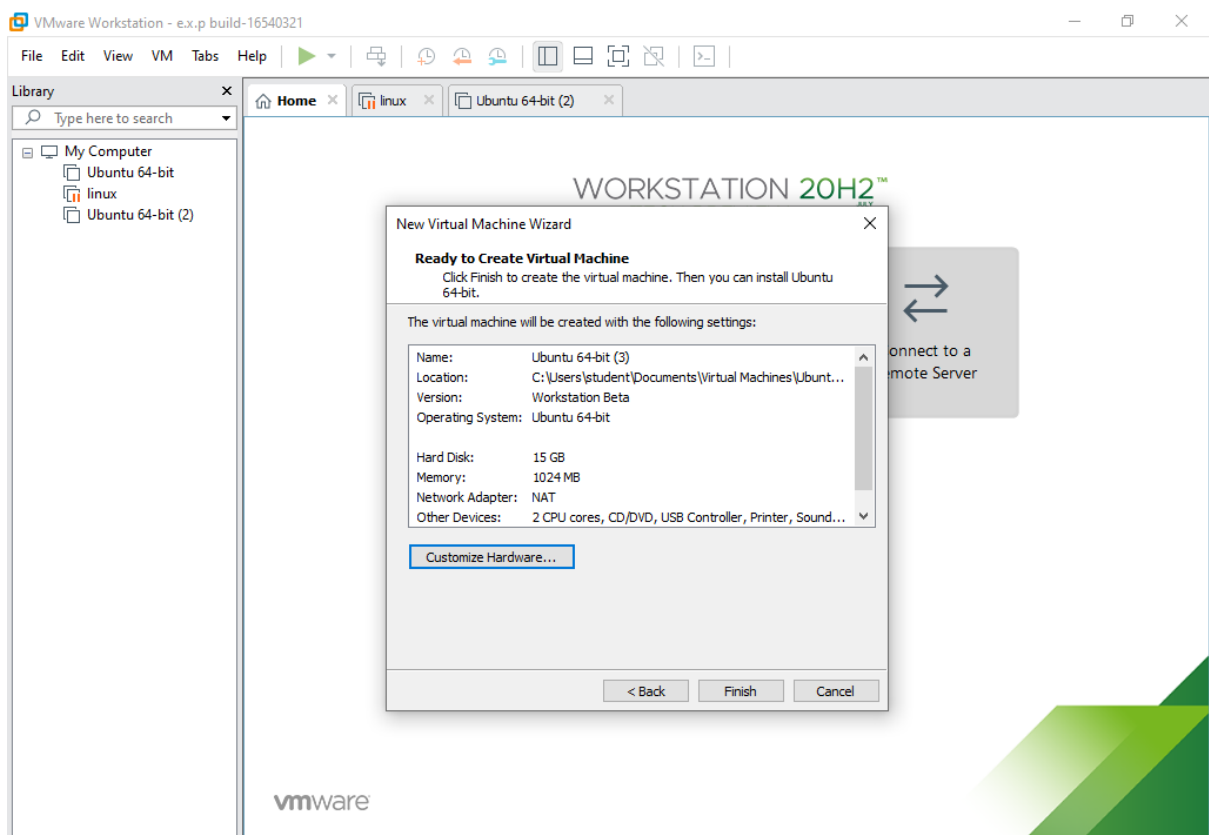 VMware Workstation - e.x.p build-16540321
File Edit View VM Tabs Help
Library
Type here to search
My Computer
Ubuntu 64-bit
linux
Ubuntu 64-bit (2)
Home
linux
Ubuntu 64-bit (2)
WORKSTATION 20H2™
New Virtual Machine Wizard
Ready to Create Virtual Machine
Click Finish to create the virtual machine. Then you can install Ubuntu
64-bit.
The virtual machine will be created with the following settings:
Name: Ubuntu 64-bit (3)
Location: C:\Users\student\Documents\Virtual Machines\Ubunt...
Version: Workstation Beta
Operating System: Ubuntu 64-bit
Hard Disk: 15 GB
Memory: 1024 MB
Network Adapter: NAT
Other Devices: 2 CPU cores, CD/DVD, USB Controller, Printer, Sound...
Customize Hardware...
< Back
Finish
Cancel
onnect to a
mote Server
vmware